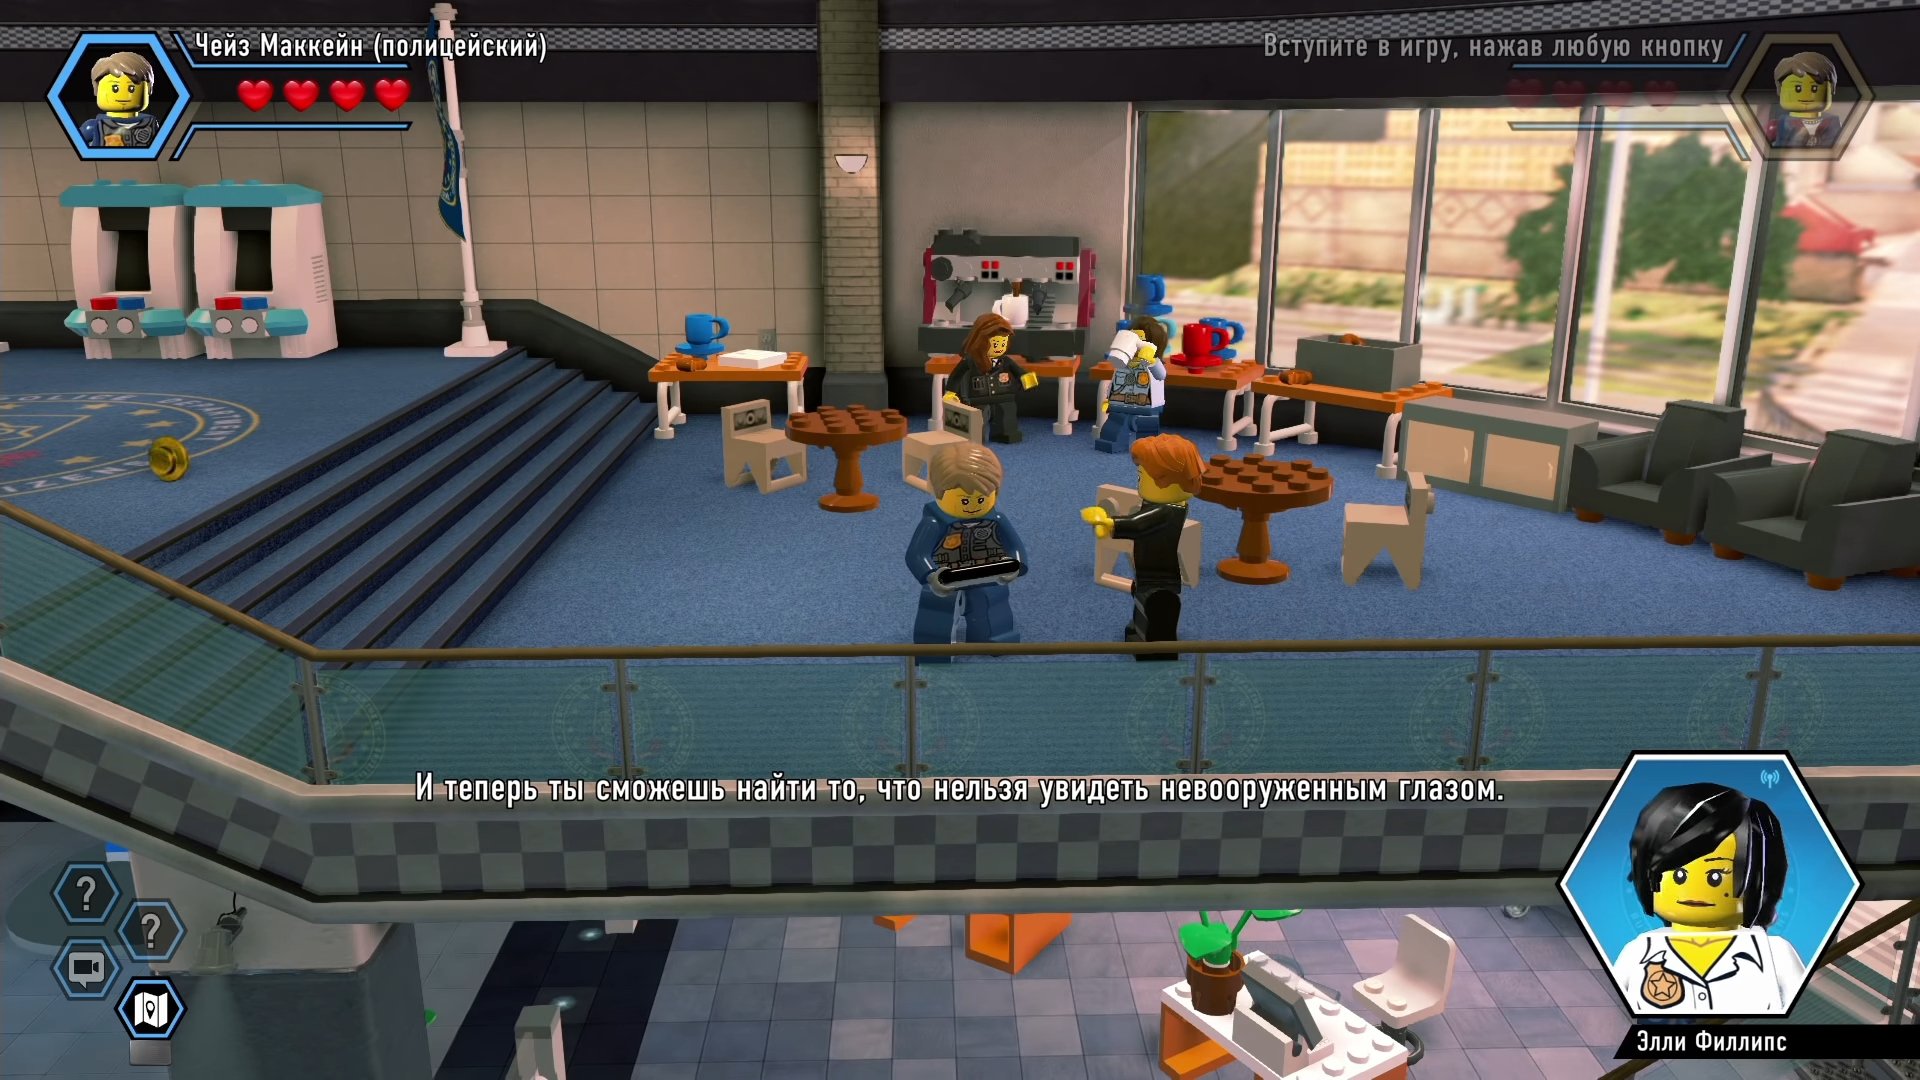 Чейз Маккейн (полицейский)
Вступите в игру, нажав любую кнопку
И теперь ты сможешь найти то, что нельзя увидеть невооруженным глазом.
?
?
Элли Филлипс